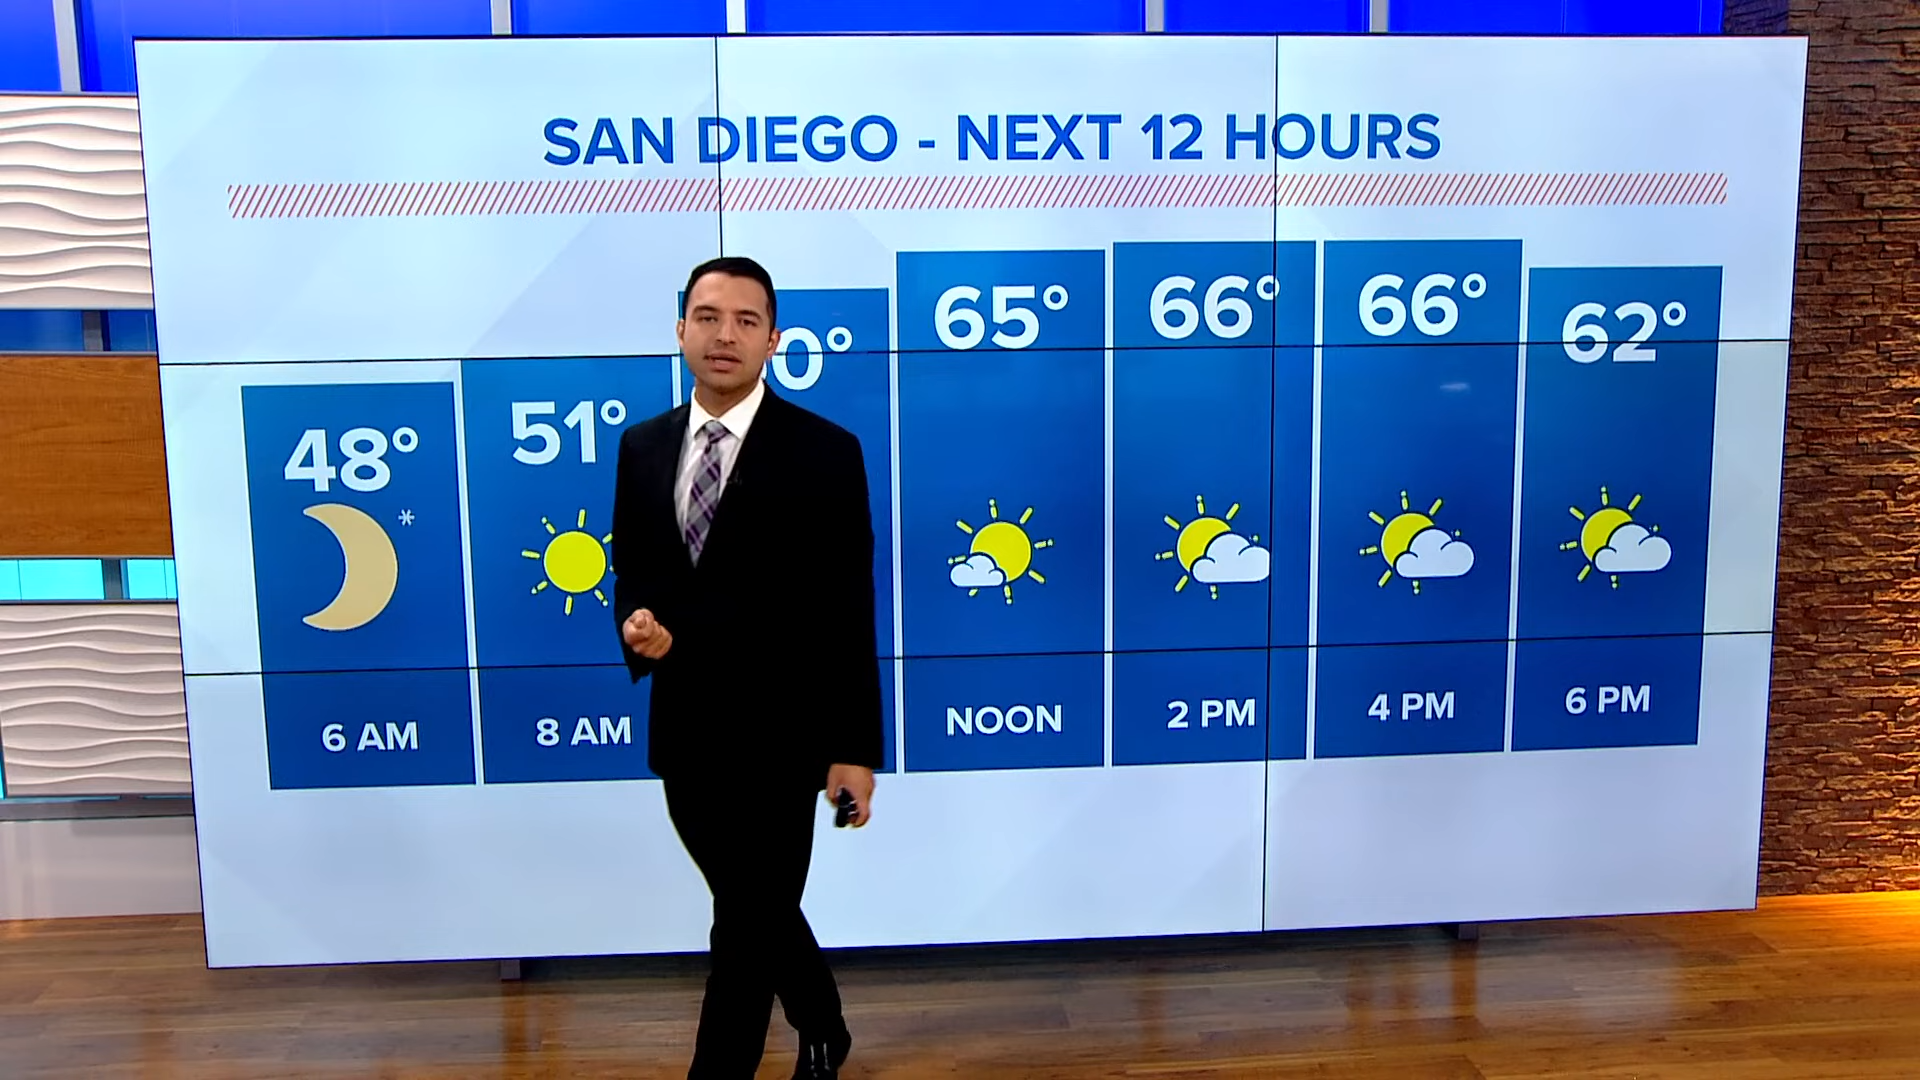 SAN DIEGO - NEXT 12 HOURS
48° 51° 0° 65° 66° 66° 62°
6 AM 8 AM NOON 2 PM 4 PM 6 PM